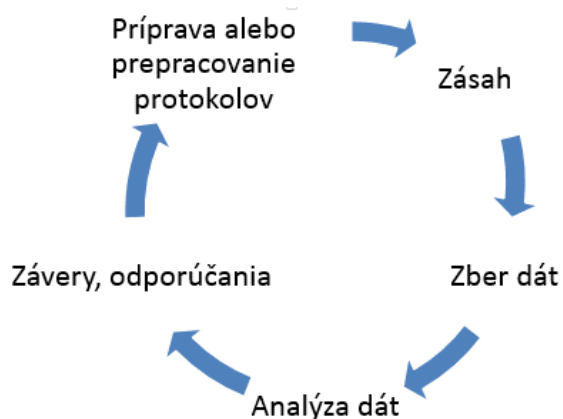 Príprava alebo
prepracovanie
protokolov
Zásah
Zber dát
Analýza dát
Závery, odporúčania